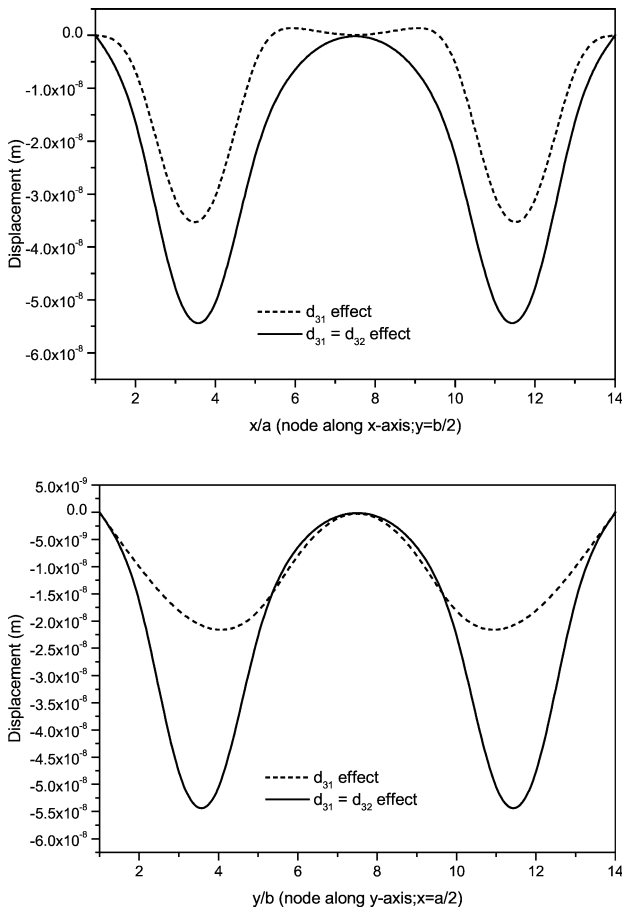 0.0
-1.0x10⁻⁸
-2.0x10⁻⁸
-3.0x10⁻⁸
-4.0x10⁻⁸
-5.0x10⁻⁸
-6.0x10⁻⁸
Displacement (m)
d₃₁ effect
d₃₁ = d₃₂ effect
2 4 6 8 10 12 14
x/a (node along x-axis;y=b/2)
5.0x10⁻⁹
0.0
-5.0x10⁻⁹
-1.0x10⁻⁸
-1.5x10⁻⁸
-2.0x10⁻⁸
-2.5x10⁻⁸
-3.0x10⁻⁸
-3.5x10⁻⁸
-4.0x10⁻⁸
-4.5x10⁻⁸
-5.0x10⁻⁸
-5.5x10⁻⁸
-6.0x10⁻⁸
Displacement (m)
d₃₁ effect
d₃₁ = d₃₂ effect
2 4 6 8 10 12 14
y/b (node along y-axis;x=a/2)